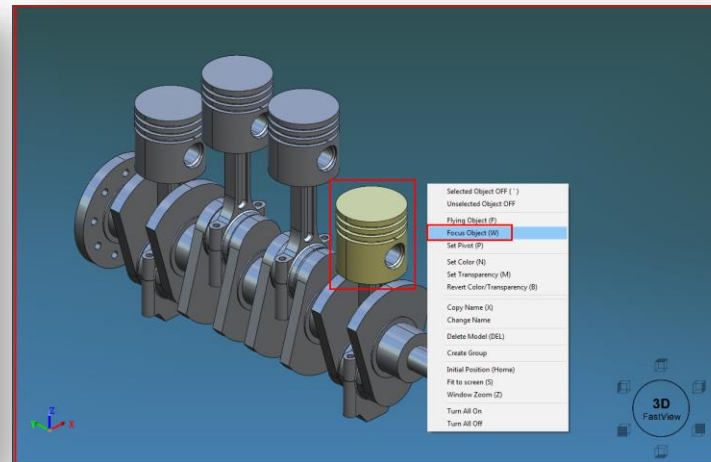 Selected Object OFF (`)
Unselected Object OFF
Flying Object (F)
Focus Object (W)
Set Pivot (P)
Set Color (N)
Set Transparency (M)
Revert Color/Transparency (B)
Copy Name (X)
Change Name
Delete Model (DEL)
Create Group
Initial Position (Home)
Fit to screen (S)
Window Zoom (Z)
Turn All On
Turn All Off
3D
FastView
Z
Y
X